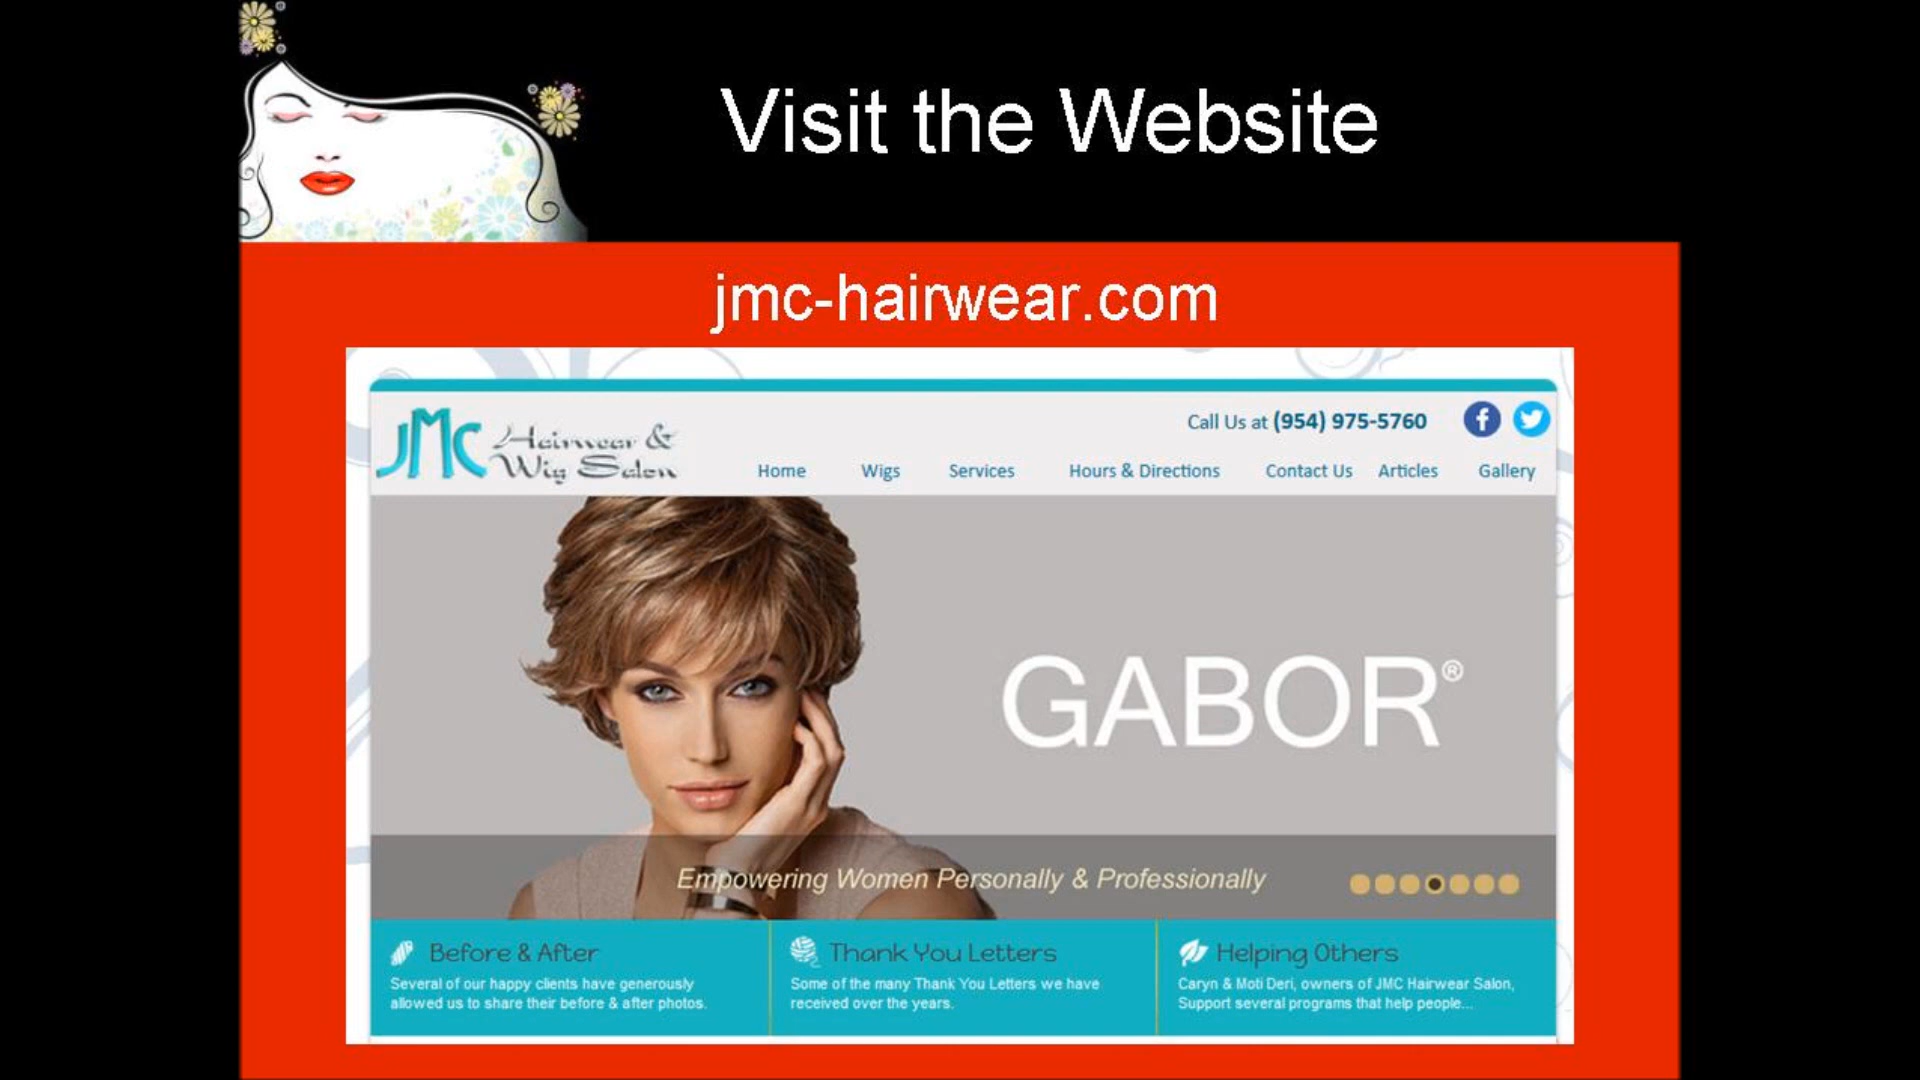 Visit the Website
jmc-hairwear.com
JMC Hairwear &
Wig Salon
Call Us at (954) 975-5760
Home Wigs Services Hours & Directions Contact Us Articles Gallery
GABOR®
Empowering Women Personally & Professionally
Before & After
Several of our happy clients have generously
allowed us to share their before & after photos.
Thank You Letters
Some of the many Thank You Letters we have
received over the years.
Helping Others
Caryn & Moti Deri, owners of JMC Hairwear Salon,
Support several programs that help people...